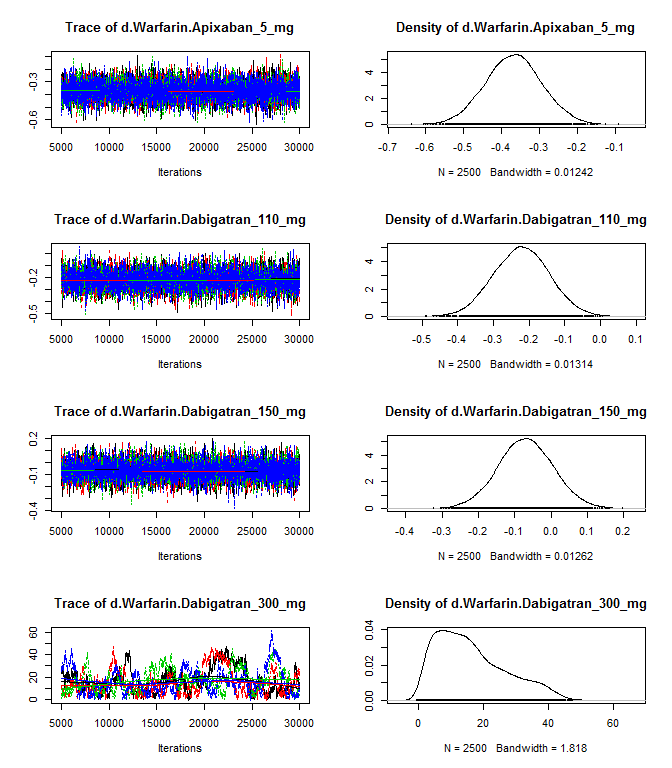 Trace of d.Warfarin.Apixaban_5_mg
-0.3
-0.6
5000 10000 15000 20000 25000 30000
Iterations
Density of d.Warfarin.Apixaban_5_mg
4
2
0
-0.7 -0.5 -0.3 -0.1
N = 2500 Bandwidth = 0.01242
Trace of d.Warfarin.Dabigatran_110_mg
-0.2
-0.5
5000 10000 15000 20000 25000 30000
Iterations
Density of d.Warfarin.Dabigatran_110_mg
4
2
0
-0.5 -0.4 -0.3 -0.2 -0.1 0.0 0.1
N = 2500 Bandwidth = 0.01314
Trace of d.Warfarin.Dabigatran_150_mg
0.2
-0.1
-0.4
5000 10000 15000 20000 25000 30000
Iterations
Density of d.Warfarin.Dabigatran_150_mg
4
2
0
-0.4 -0.3 -0.2 -0.1 0.0 0.1 0.2
N = 2500 Bandwidth = 0.01262
Trace of d.Warfarin.Dabigatran_300_mg
60
40
20
0
5000 10000 15000 20000 25000 30000
Iterations
Density of d.Warfarin.Dabigatran_300_mg
0.04
0.02
0.00
0 20 40 60
N = 2500 Bandwidth = 1.818